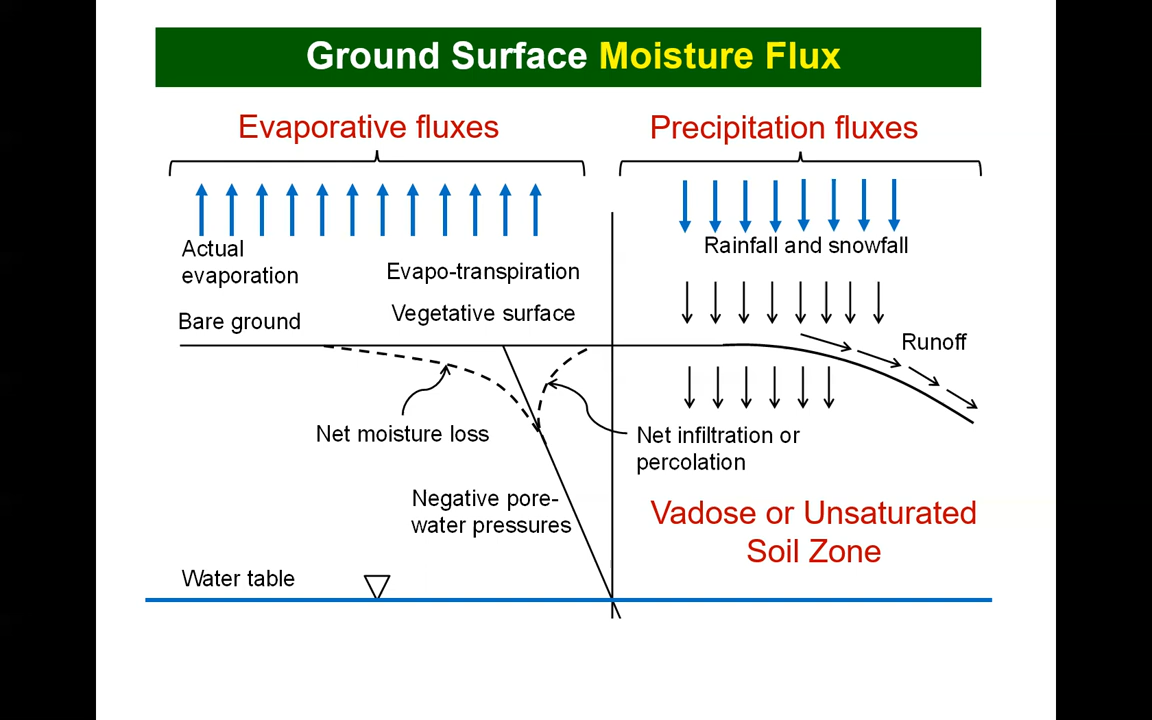 Ground Surface Moisture Flux
Evaporative fluxes
Precipitation fluxes
Actual
evaporation
Evapo-transpiration
Rainfall and snowfall
Bare ground
Vegetative surface
Runoff
Net moisture loss
Net infiltration or
percolation
Negative pore-
water pressures
Vadose or Unsaturated
Soil Zone
Water table